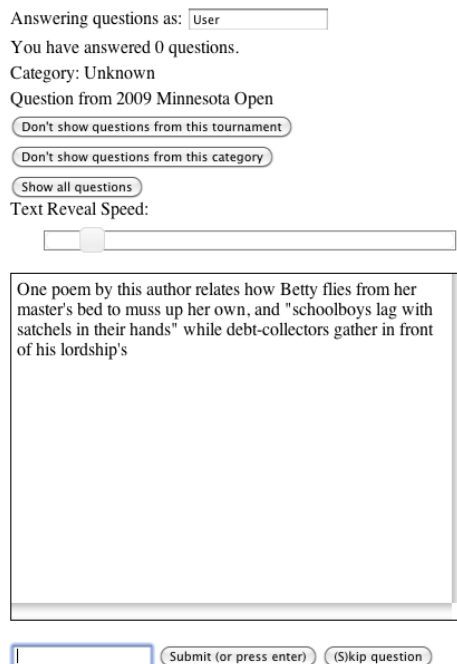 Answering questions as: User
You have answered 0 questions.
Category: Unknown
Question from 2009 Minnesota Open
Don't show questions from this tournament
Don't show questions from this category
Show all questions
Text Reveal Speed:
One poem by this author relates how Betty flies from her
master's bed to muss up her own, and "schoolboys lag with
satchels in their hands" while debt-collectors gather in front
of his lordship's
Submit (or press enter) (S)kip question